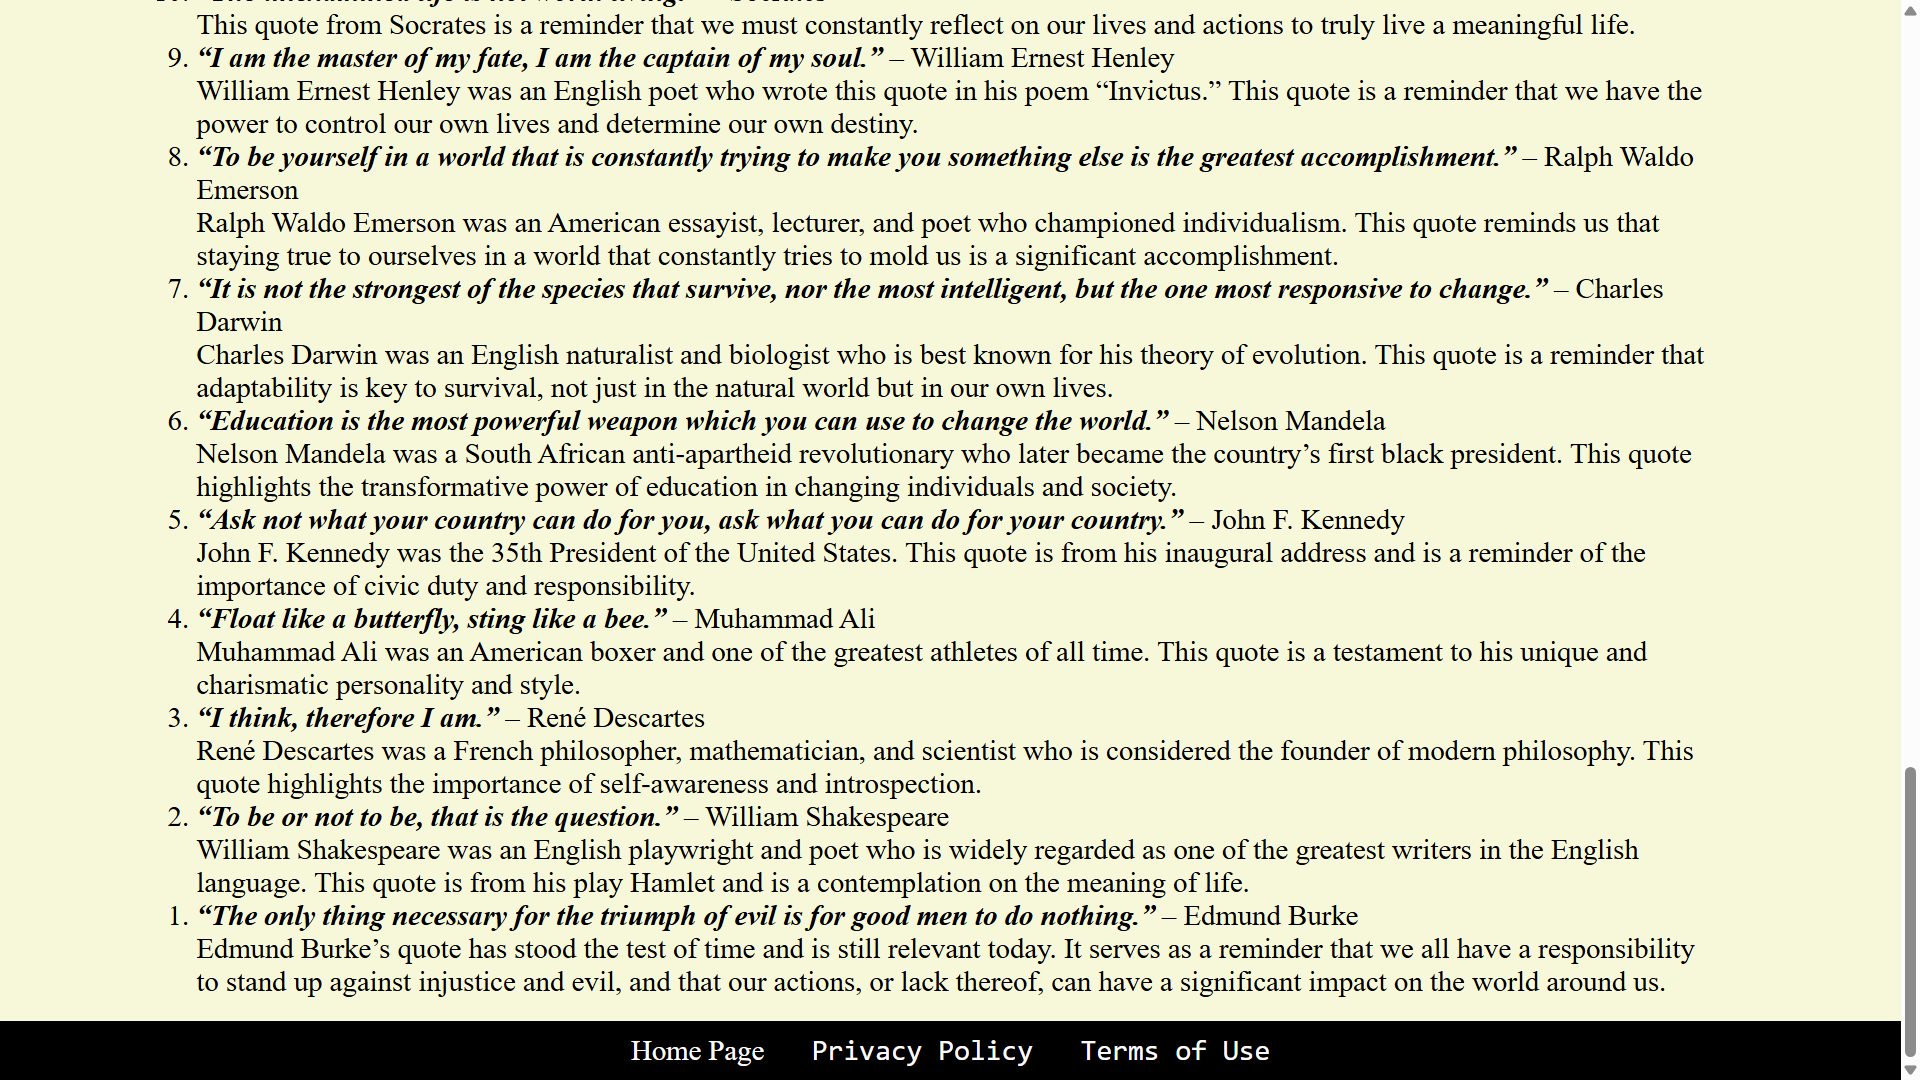 10. “The unexamined life is not worth living.” – Socrates
This quote from Socrates is a reminder that we must constantly reflect on our lives and actions to truly live a meaningful life.
9. “I am the master of my fate, I am the captain of my soul.” – William Ernest Henley
William Ernest Henley was an English poet who wrote this quote in his poem “Invictus.” This quote is a reminder that we have the
power to control our own lives and determine our own destiny.
8. “To be yourself in a world that is constantly trying to make you something else is the greatest accomplishment.” – Ralph Waldo
Emerson
Ralph Waldo Emerson was an American essayist, lecturer, and poet who championed individualism. This quote reminds us that
staying true to ourselves in a world that constantly tries to mold us is a significant accomplishment.
7. “It is not the strongest of the species that survive, nor the most intelligent, but the one most responsive to change.” – Charles
Darwin
Charles Darwin was an English naturalist and biologist who is best known for his theory of evolution. This quote is a reminder that
adaptability is key to survival, not just in the natural world but in our own lives.
6. “Education is the most powerful weapon which you can use to change the world.” – Nelson Mandela
Nelson Mandela was a South African anti-apartheid revolutionary who later became the country’s first black president. This quote
highlights the transformative power of education in changing individuals and society.
5. “Ask not what your country can do for you, ask what you can do for your country.” – John F. Kennedy
John F. Kennedy was the 35th President of the United States. This quote is from his inaugural address and is a reminder of the
importance of civic duty and responsibility.
4. “Float like a butterfly, sting like a bee.” – Muhammad Ali
Muhammad Ali was an American boxer and one of the greatest athletes of all time. This quote is a testament to his unique and
charismatic personality and style.
3. “I think, therefore I am.” – René Descartes
René Descartes was a French philosopher, mathematician, and scientist who is considered the founder of modern philosophy. This
quote highlights the importance of self-awareness and introspection.
2. “To be or not to be, that is the question.” – William Shakespeare
William Shakespeare was an English playwright and poet who is widely regarded as one of the greatest writers in the English
language. This quote is from his play Hamlet and is a contemplation on the meaning of life.
1. “The only thing necessary for the triumph of evil is for good men to do nothing.” – Edmund Burke
Edmund Burke’s quote has stood the test of time and is still relevant today. It serves as a reminder that we all have a responsibility
to stand up against injustice and evil, and that our actions, or lack thereof, can have a significant impact on the world around us.
Home Page Privacy Policy Terms of Use